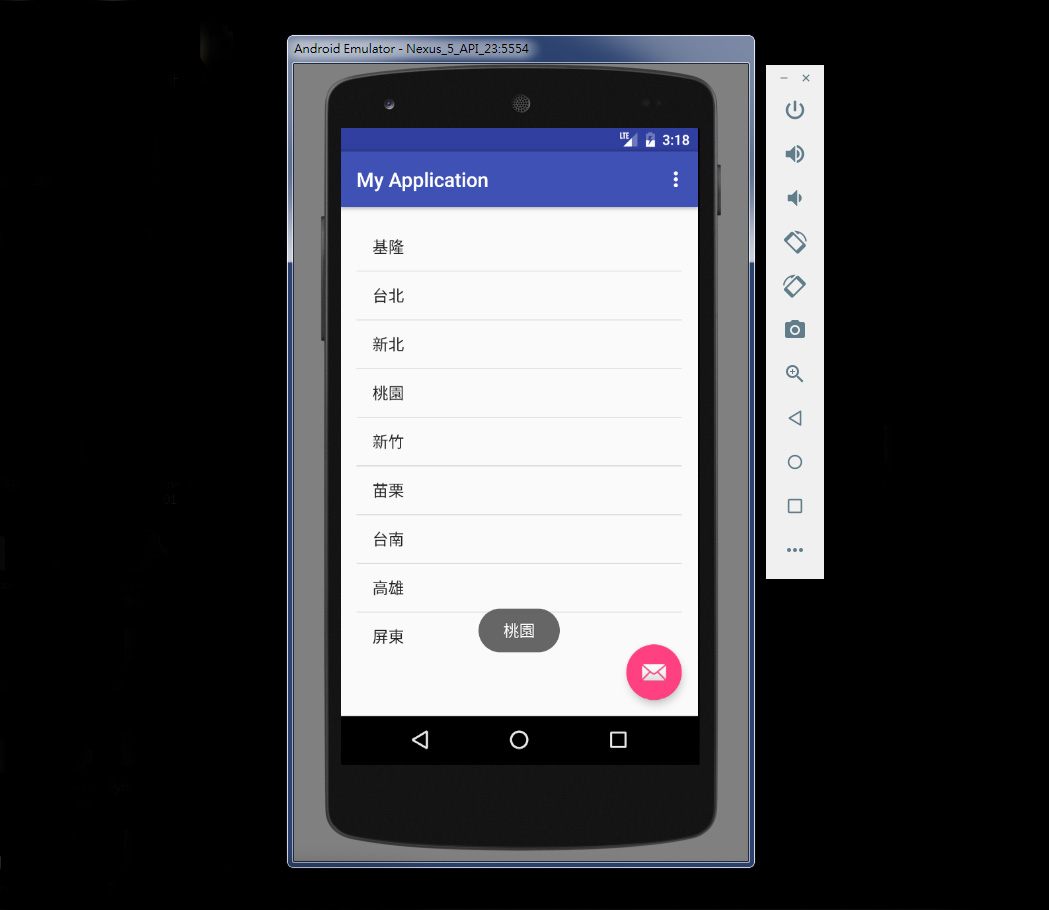 Android Emulator - Nexus_5_API_23:5554
LTE 3:18
My Application
基隆
台北
新北
桃園
新竹
苗栗
台南
高雄
屏東
桃園